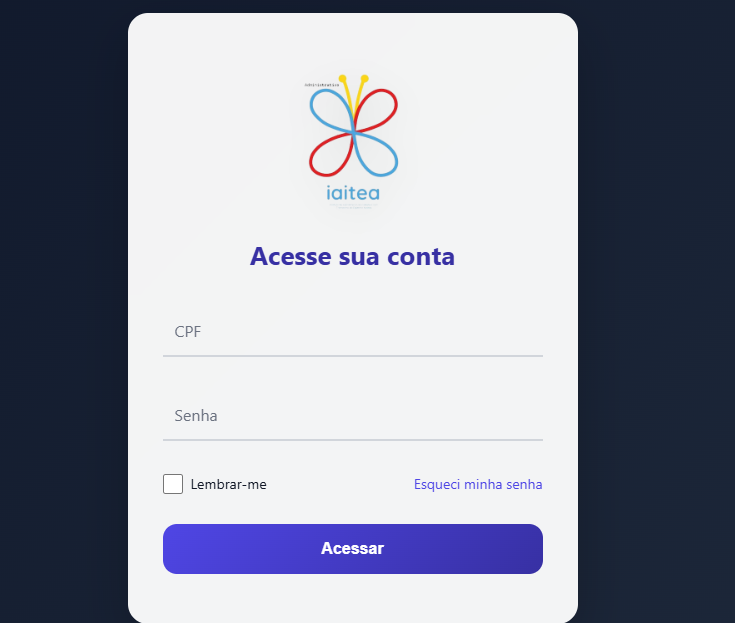 iaitea
Acesse sua conta
CPF
Senha
Lembrar-me
Esqueci minha senha
Acessar